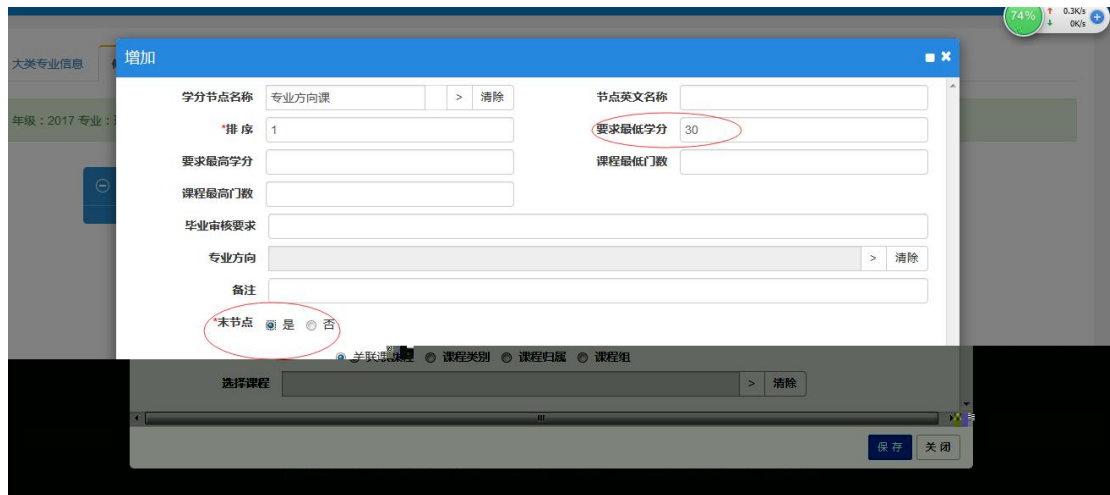 74% 0.3K/s
0K/s
增加
大类专业信息
学分节点名称 专业方向课 > 清除 节点英文名称
年级：2017 专业：
*排序 1 要求最低学分 30
要求最高学分 课程最低门数
课程最高门数
毕业审核要求
专业方向 > 清除
备注
*末节点 是 否
课程 课程类别 课程归属 课程组
选择课程 > 清除
保存 关闭